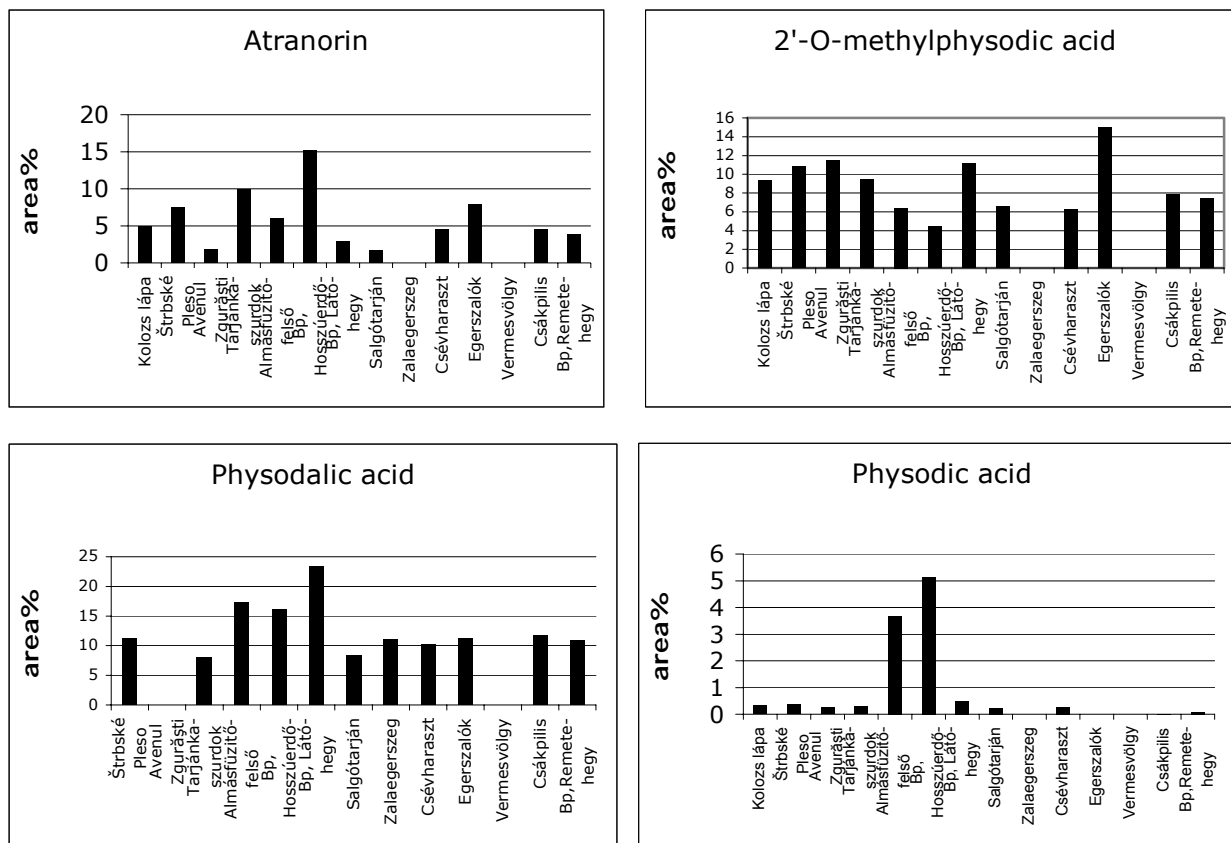 Atranorin
area%
20
15
10
5
0
Kolozs lápa
Štrbské
Pleso
Avenul
Zgurăşti
Tarjánka-
szurdok
Almásfüzitő-
felső
Bp,
Hosszúerdő-
Bp, Látó-
hegy
Salgótarján
Zalaegerszeg
Csévharaszt
Egerszalók
Vermesvölgy
Csákpilis
Bp,Remete-
hegy
2'-O-methylphysodic acid
area%
16
14
12
10
8
6
4
2
0
Kolozs lápa
Štrbské
Pleso
Avenul
Zgurăşti
Tarjánka-
szurdok
Almásfüzitő-
felső
Bp,
Hosszúerdő-
Bp, Látó-
hegy
Salgótarján
Zalaegerszeg
Csévharaszt
Egerszalók
Vermesvölgy
Csákpilis
Bp,Remete-
hegy
Physodalic acid
area%
25
20
15
10
5
0
Štrbské
Pleso
Avenul
Zgurăşti
Tarjánka-
szurdok
Almásfüzitő-
felső
Bp,
Hosszúerdő-
Bp, Látó-
hegy
Salgótarján
Zalaegerszeg
Csévharaszt
Egerszalók
Vermesvölgy
Csákpilis
Bp,Remete-
hegy
Physodic acid
area%
6
5
4
3
2
1
0
Kolozs lápa
Štrbské
Pleso
Avenul
Zgurăşti
Tarjánka-
szurdok
Almásfüzitő-
felső
Bp,
Hosszúerdő-
Bp, Látó-
hegy
Salgótarján
Zalaegerszeg
Csévharaszt
Egerszalók
Vermesvölgy
Csákpilis
Bp,Remete-
hegy